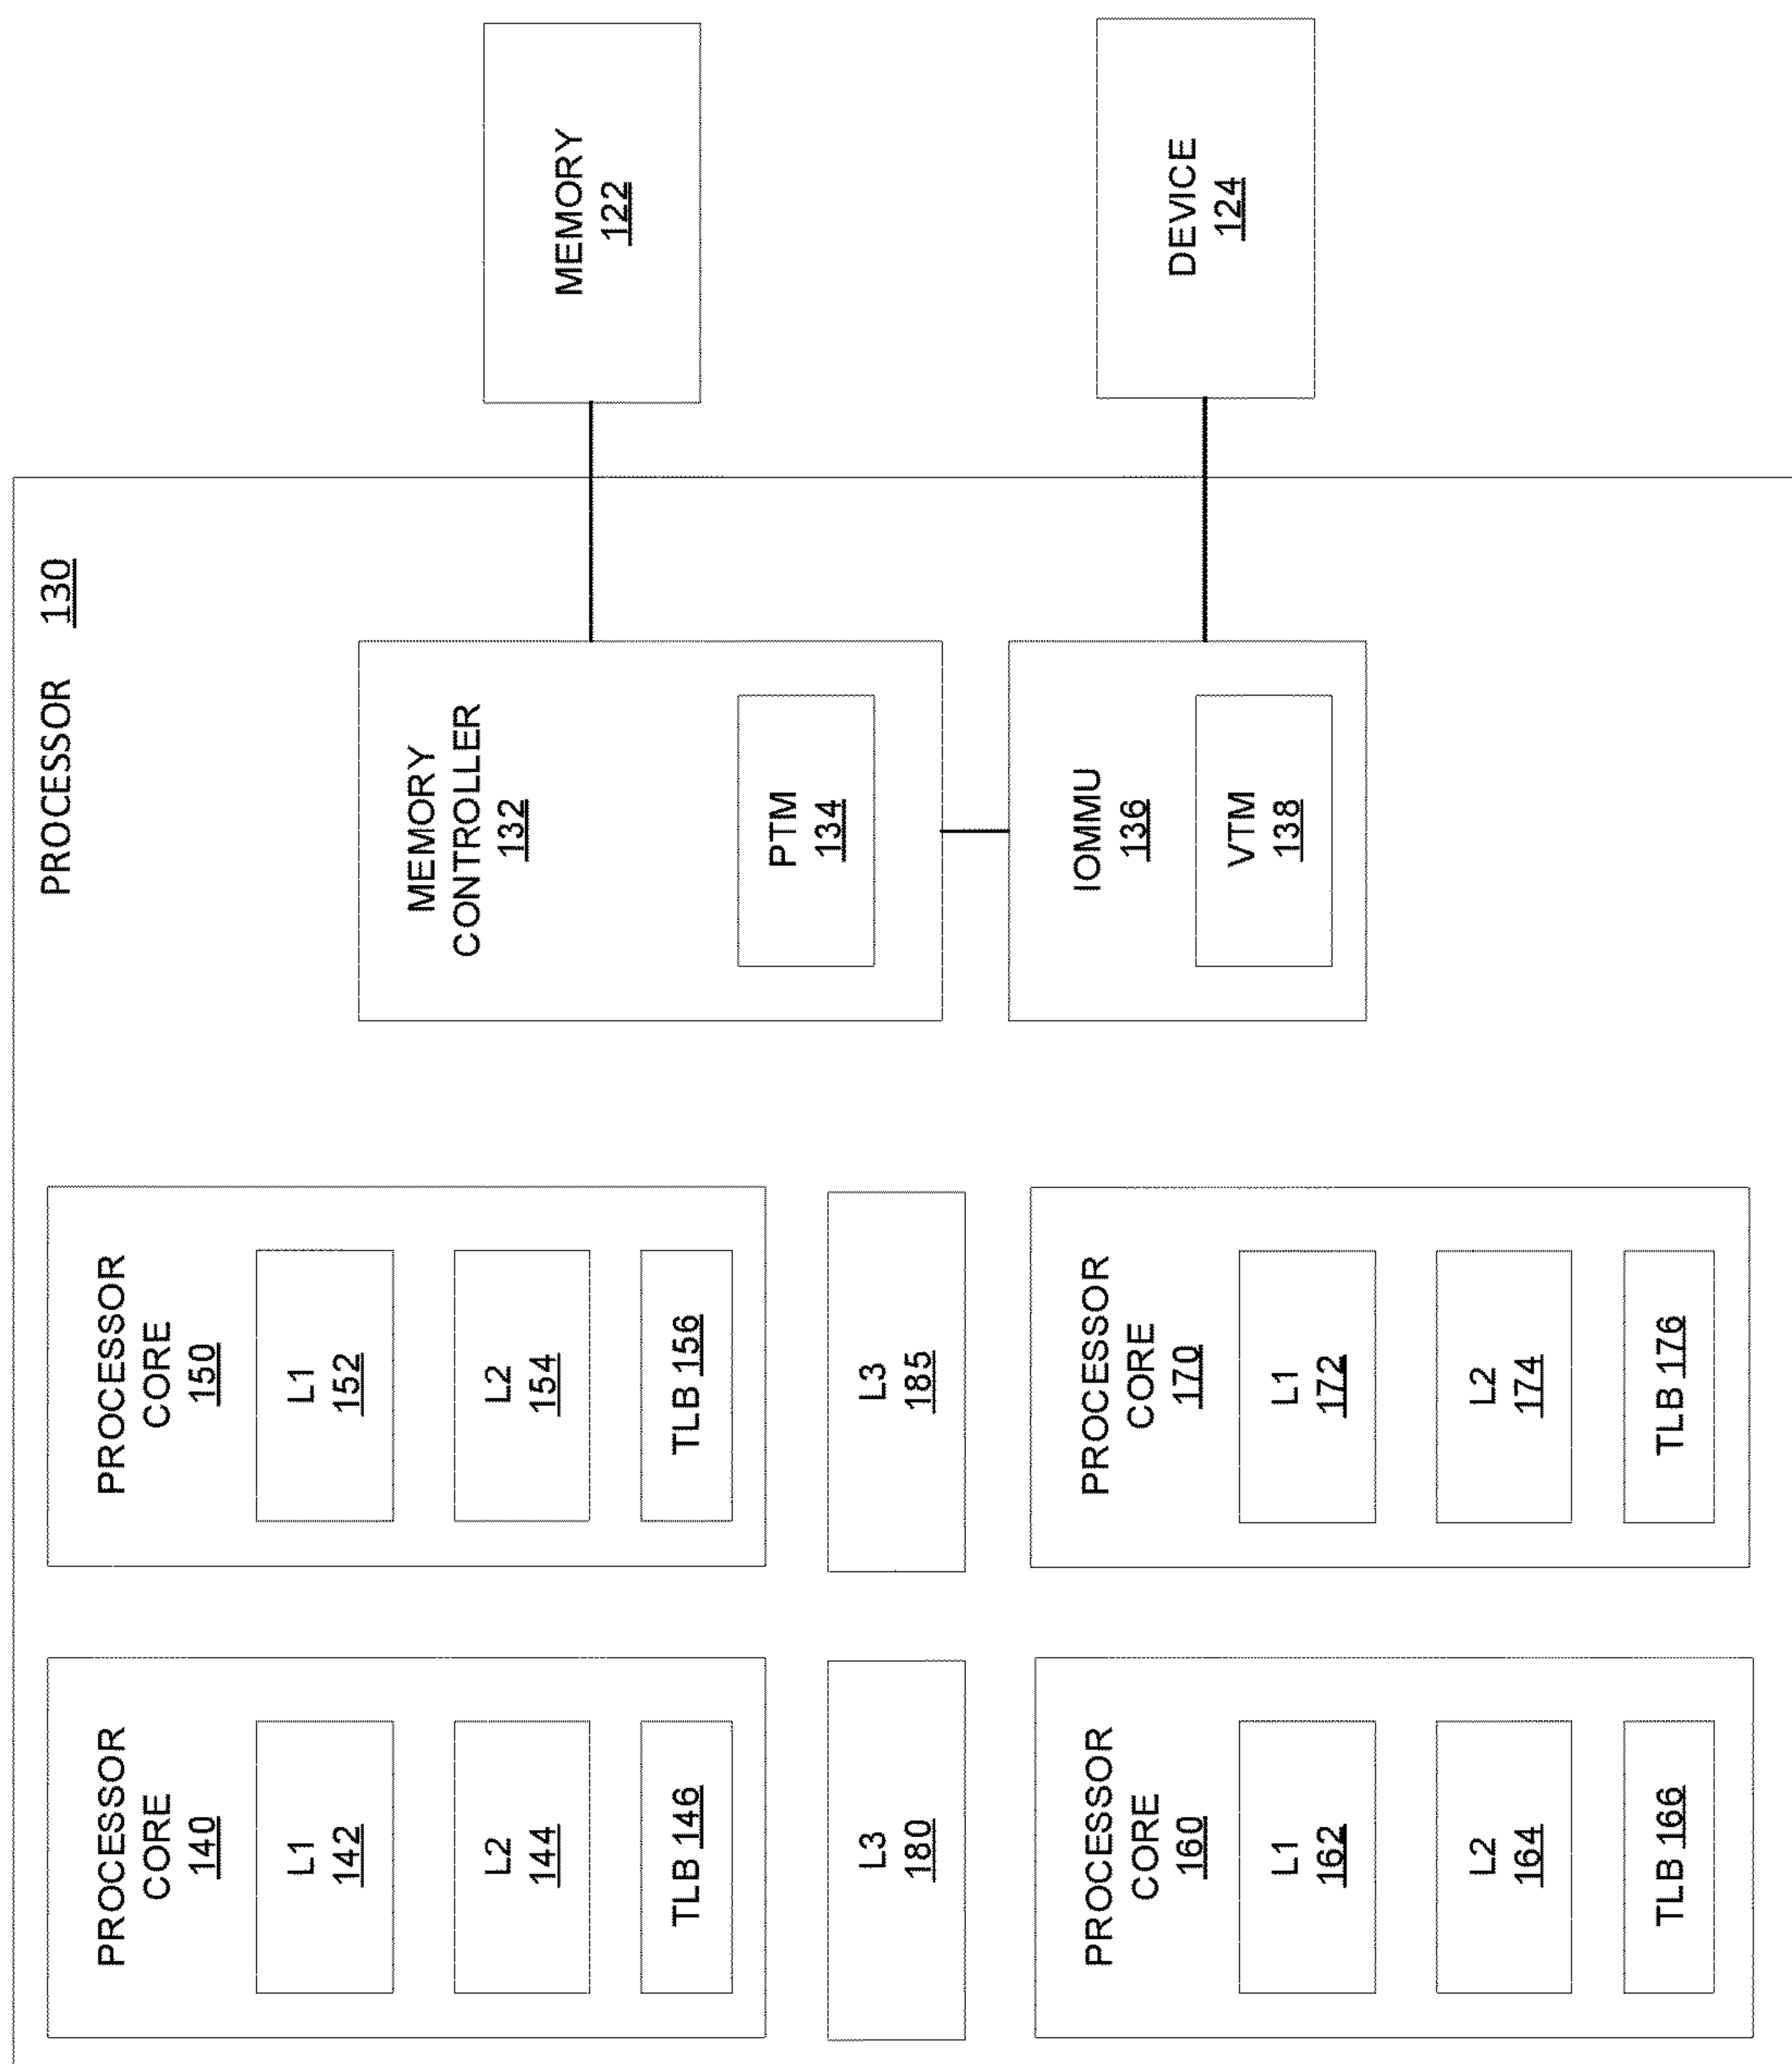 PROCESSOR 130
PROCESSOR
CORE
140
L1
142
L2
144
TLB 146
PROCESSOR
CORE
150
L1
152
L2
154
TLB 156
MEMORY
CONTROLLER
132
PTM
134
MEMORY
122
L3
180
L3
185
PROCESSOR
CORE
160
L1
162
L2
164
TLB 166
PROCESSOR
CORE
170
L1
172
L2
174
TLB 176
IOMMU
136
VTM
138
DEVICE
124